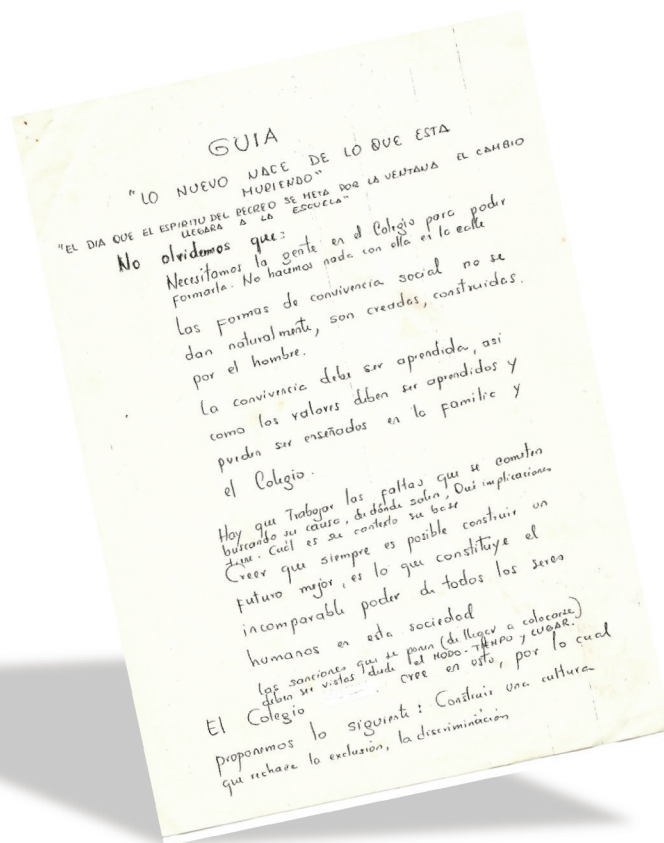 GUIA
"LO NUEVO NACE DE LO QUE ESTA
MURIENDO"
"EL DIA QUE EL ESPIRITU DEL RECREO SE META POR LA VENTANA EL CAMBIO
LLEGARA A LA ESCUELA"
No olvidemos que:
Necesitamos la gente en el Colegio para poder
formarla. No hacemos nada con ella en la calle
Las formas de convivencia social no se
dan naturalmente, son creadas, construidas.
por el hombre.
La convivencia debe ser aprendida, asi
como los valores deben ser aprendidos y
pueden ser enseñados en la familia y
el Colegio.
Hay que Trabajar las faltas que se cometen
buscando su causa, de dónde salen, Qué implicaciones
tiene. Cuál es su contexto su base
Creer que siempre es posible construir un
futuro mejor, es lo que constituye el
incomparable poder de todos los seres
humanos en esta sociedad
Las sanciones que se ponen (de llegar a colocarse)
deben ser vistas desde el MODO-TIEMPO y LUGAR.
El Colegio cree en esto, por lo cual
proponemos lo siguiente: Construir una cultura
que rechace la exclusión, la discriminación